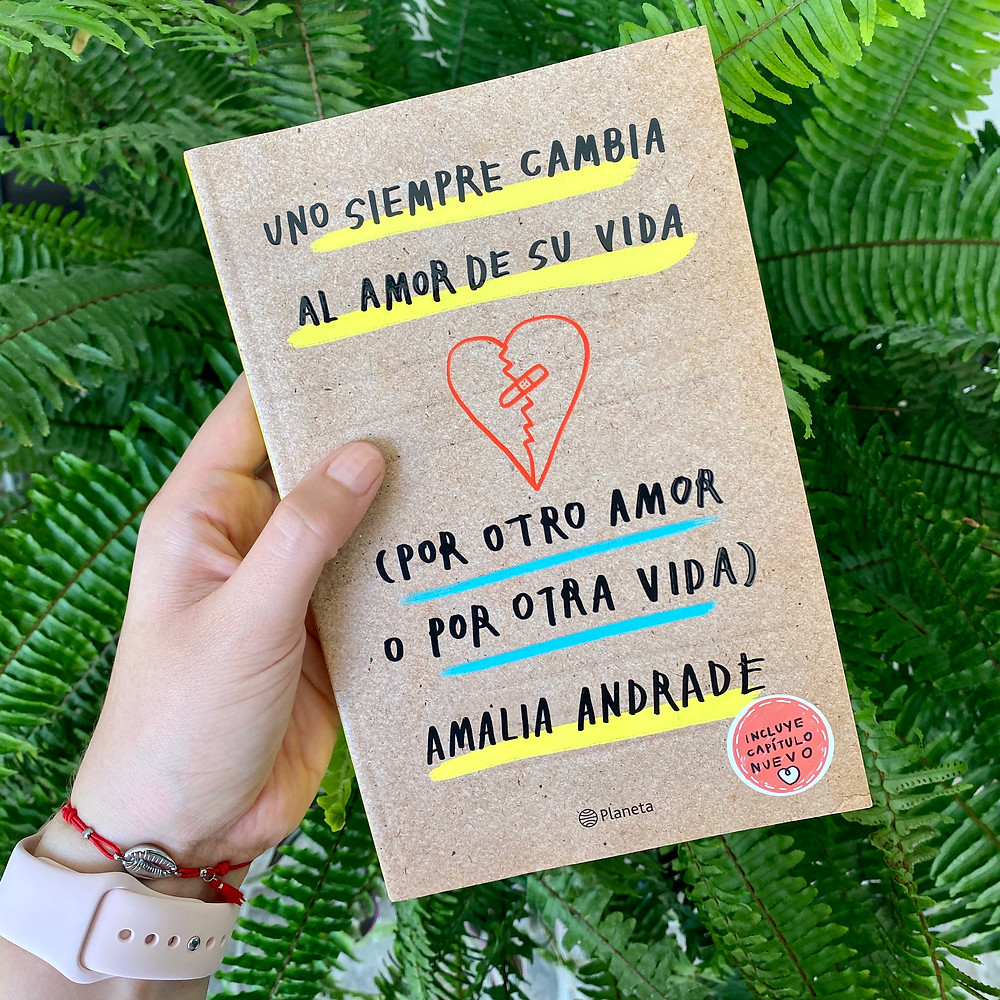 UNO SIEMPRE CAMBIA
AL AMOR DE SU VIDA
(POR OTRO AMOR
O POR OTRA VIDA)
AMALIA ANDRADE
INCLUYE
CAPÍTULO
NUEVO
Planeta